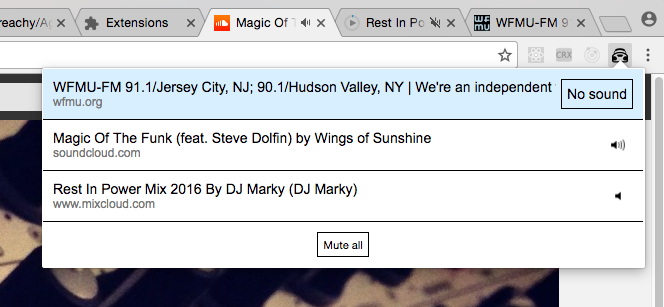 reachy/Ap
Extensions
Magic Of T
Rest In Po
WFMU-FM 9
WF
MU
CRX
WFMU-FM 91.1/Jersey City, NJ; 90.1/Hudson Valley, NY | We're an independent
No sound
wfmu.org
Magic Of The Funk (feat. Steve Dolfin) by Wings of Sunshine
soundcloud.com
Rest In Power Mix 2016 By DJ Marky (DJ Marky)
www.mixcloud.com
Mute all